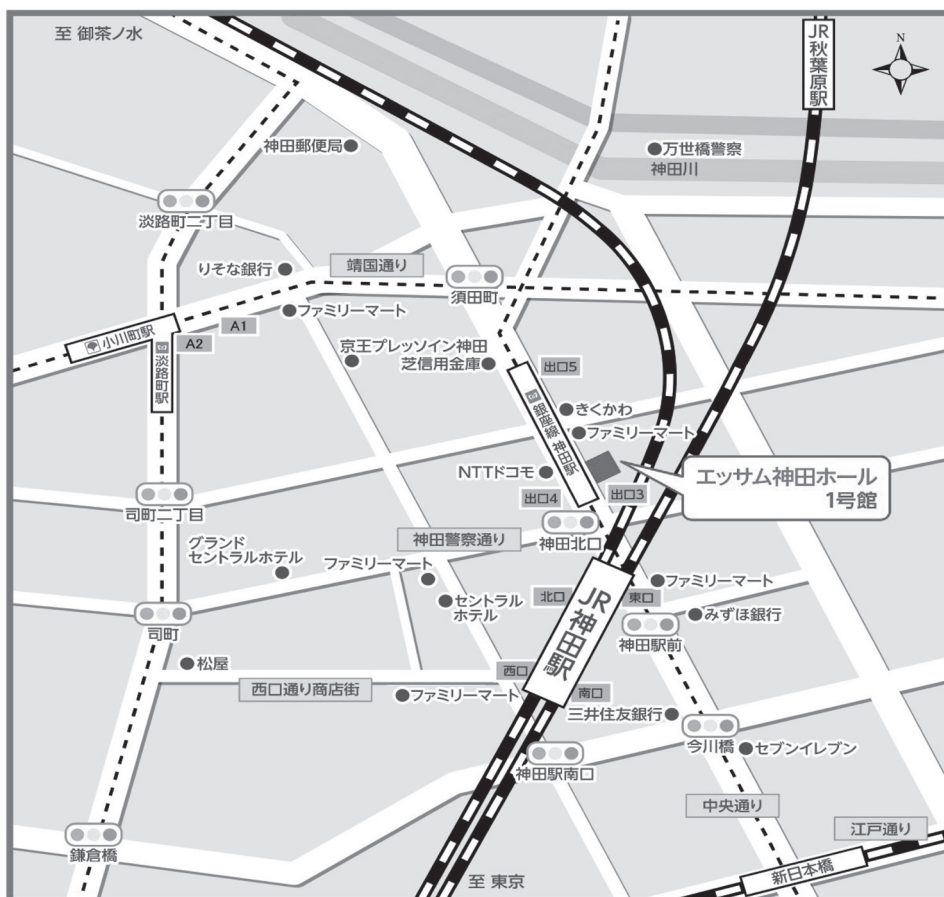 至 御茶ノ水
JR秋葉原駅
N
神田郵便局
万世橋警察
神田川
淡路町二丁目
りそな銀行
靖国通り
須田町
ファミリーマート
A1
小川町駅
A2
淡路町駅
京王プレッソイン神田
芝信用金庫
出口5
銀座線 神田駅
きくかわ
ファミリーマート
NTTドコモ
エッサム神田ホール
1号館
出口4
出口3
司町二丁目
神田北口
神田警察通り
グランド
セントラルホテル
ファミリーマート
セントラル
ホテル
北口
東口
ファミリーマート
JR神田駅
みずほ銀行
司町
神田駅前
松屋
西口
西口通り商店街
ファミリーマート
南口
三井住友銀行
今川橋
セブンイレブン
神田駅南口
中央通り
江戸通り
鎌倉橋
新日本橋
至 東京